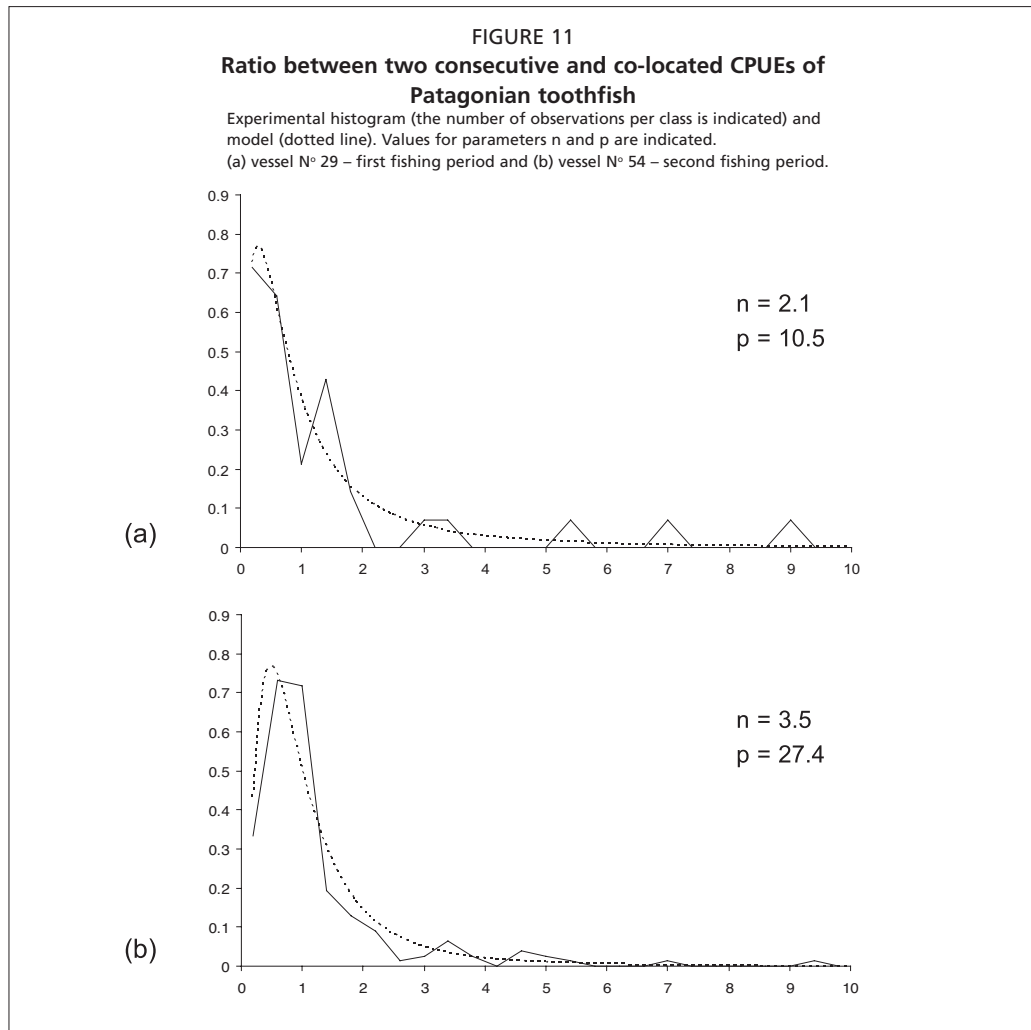 FIGURE 11
Ratio between two consecutive and co-located CPUEs of
Patagonian toothfish
Experimental histogram (the number of observations per class is indicated) and
model (dotted line). Values for parameters n and p are indicated.
(a) vessel Nº 29 – first fishing period and (b) vessel Nº 54 – second fishing period.
0.9
0.8
0.7
0.6
0.5
0.4
0.3
0.2
0.1
0
n = 2.1
p = 10.5
(a)
0 1 2 3 4 5 6 7 8 9 10
0.9
0.8
0.7
0.6
0.5
0.4
0.3
0.2
0.1
0
n = 3.5
p = 27.4
(b)
0 1 2 3 4 5 6 7 8 9 10